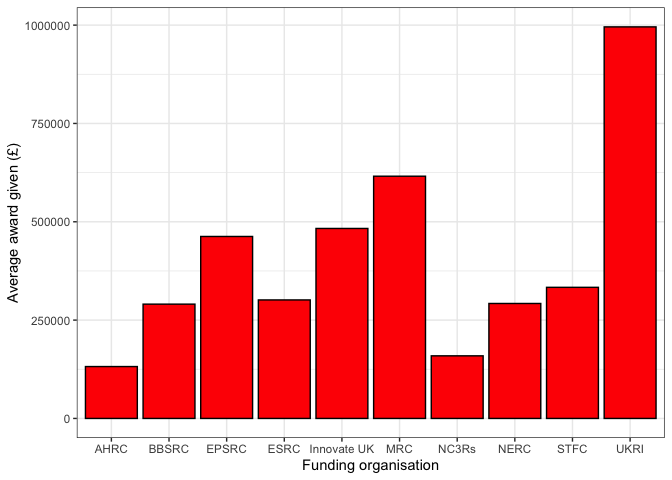 Average award given (£)
1000000
750000
500000
250000
0
AHRC BBSRC EPSRC ESRC Innovate UK MRC NC3Rs NERC STFC UKRI
Funding organisation